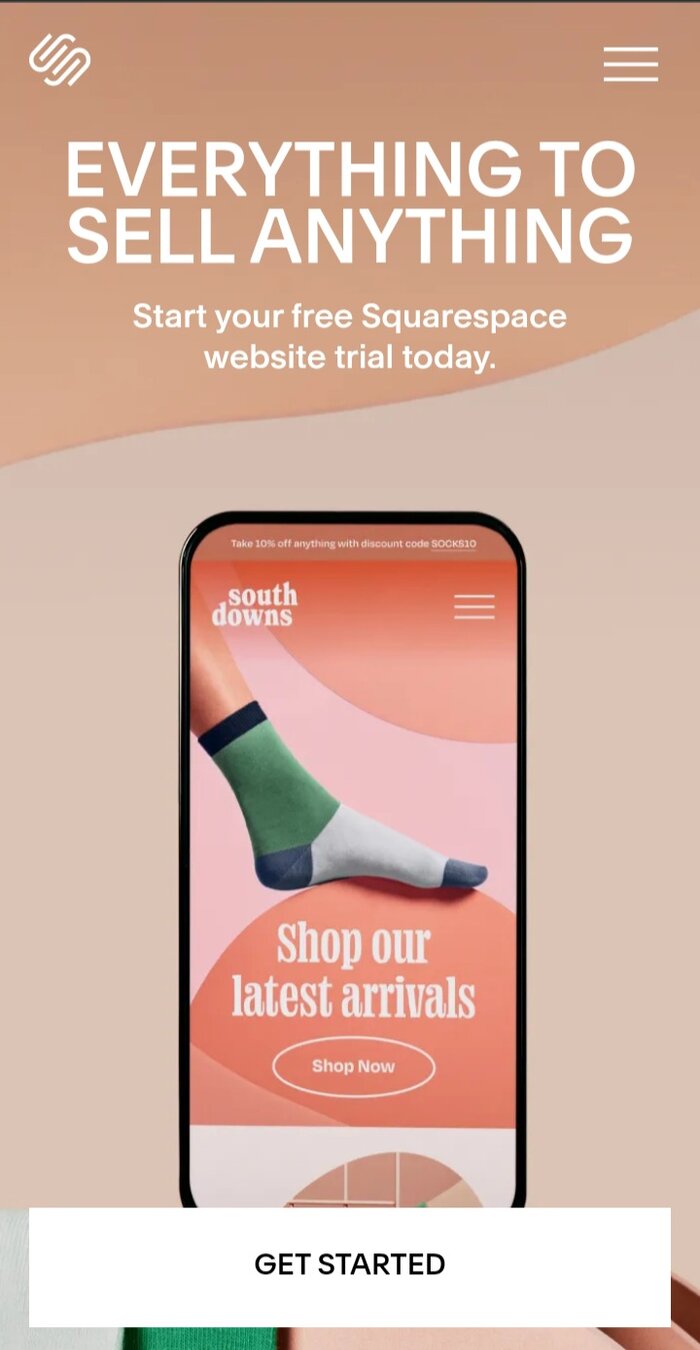 EVERYTHING TO
SELL ANYTHING
Start your free Squarespace
website trial today.
Take 10% off anything with discount code SOCKS10
south
downs
Shop our
latest arrivals
Shop Now
GET STARTED